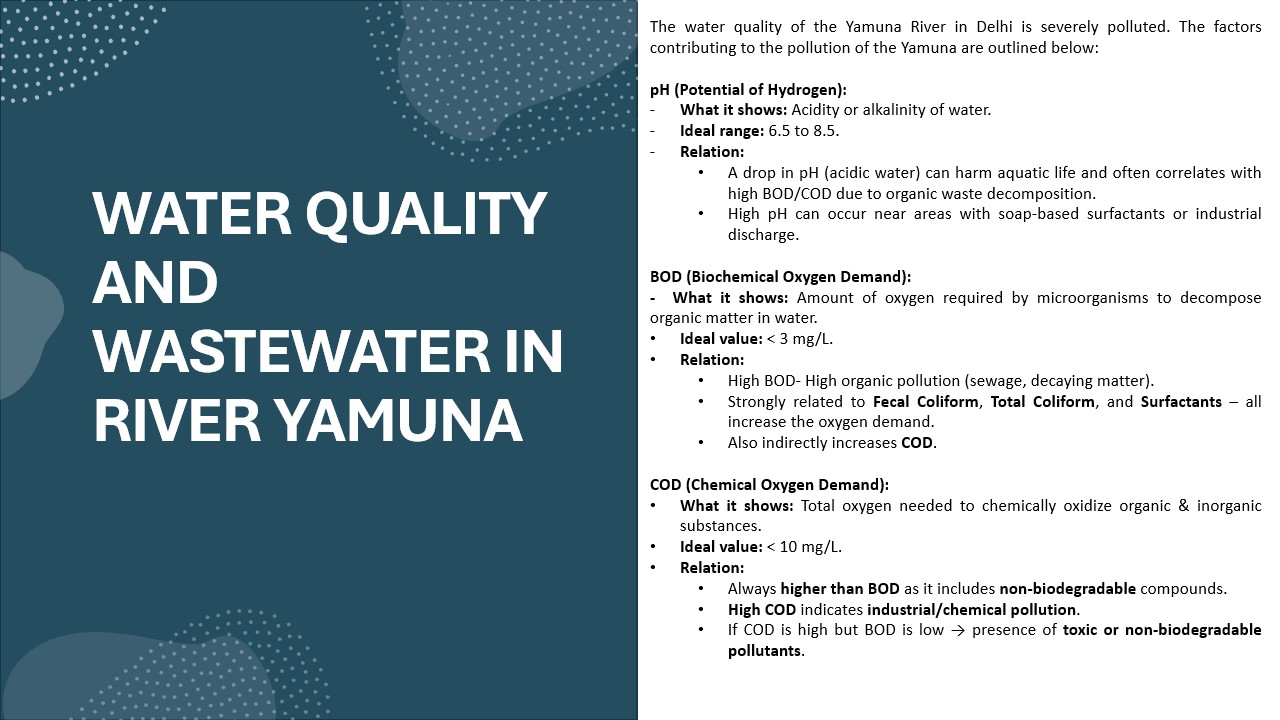 WATER QUALITY
AND
WASTEWATER IN
RIVER YAMUNA
The water quality of the Yamuna River in Delhi is severely polluted. The factors
contributing to the pollution of the Yamuna are outlined below:
pH (Potential of Hydrogen):
- What it shows: Acidity or alkalinity of water.
- Ideal range: 6.5 to 8.5.
- Relation:
• A drop in pH (acidic water) can harm aquatic life and often correlates with
high BOD/COD due to organic waste decomposition.
• High pH can occur near areas with soap-based surfactants or industrial
discharge.
BOD (Biochemical Oxygen Demand):
- What it shows: Amount of oxygen required by microorganisms to decompose
organic matter in water.
• Ideal value: < 3 mg/L.
• Relation:
• High BOD- High organic pollution (sewage, decaying matter).
• Strongly related to Fecal Coliform, Total Coliform, and Surfactants – all
increase the oxygen demand.
• Also indirectly increases COD.
COD (Chemical Oxygen Demand):
• What it shows: Total oxygen needed to chemically oxidize organic & inorganic
substances.
• Ideal value: < 10 mg/L.
• Relation:
• Always higher than BOD as it includes non-biodegradable compounds.
• High COD indicates industrial/chemical pollution.
• If COD is high but BOD is low → presence of toxic or non-biodegradable
pollutants.